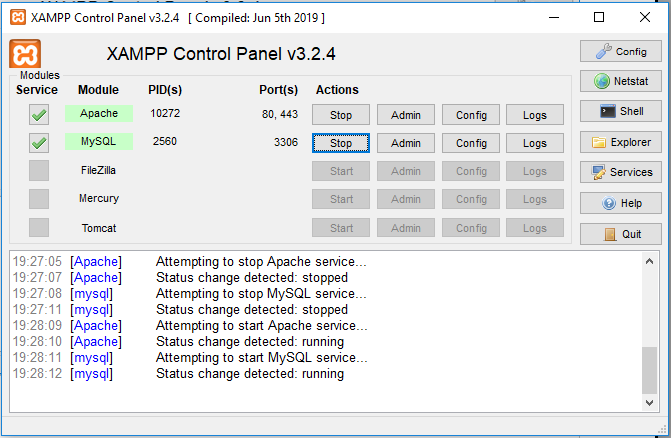 XAMPP Control Panel v3.2.4 [ Compiled: Jun 5th 2019 ]
XAMPP Control Panel v3.2.4
Config
Modules
Service Module PID(s) Port(s) Actions
Netstat
Apache 10272 80, 443 Stop Admin Config Logs
Shell
MySQL 2560 3306 Stop Admin Config Logs
Explorer
FileZilla Start Admin Config Logs
Services
Mercury Start Admin Config Logs
Help
Tomcat Start Admin Config Logs
Quit
19:27:05 [Apache] Attempting to stop Apache service...
19:27:07 [Apache] Status change detected: stopped
19:27:08 [mysql] Attempting to stop MySQL service...
19:27:11 [mysql] Status change detected: stopped
19:28:09 [Apache] Attempting to start Apache service...
19:28:10 [Apache] Status change detected: running
19:28:11 [mysql] Attempting to start MySQL service...
19:28:12 [mysql] Status change detected: running